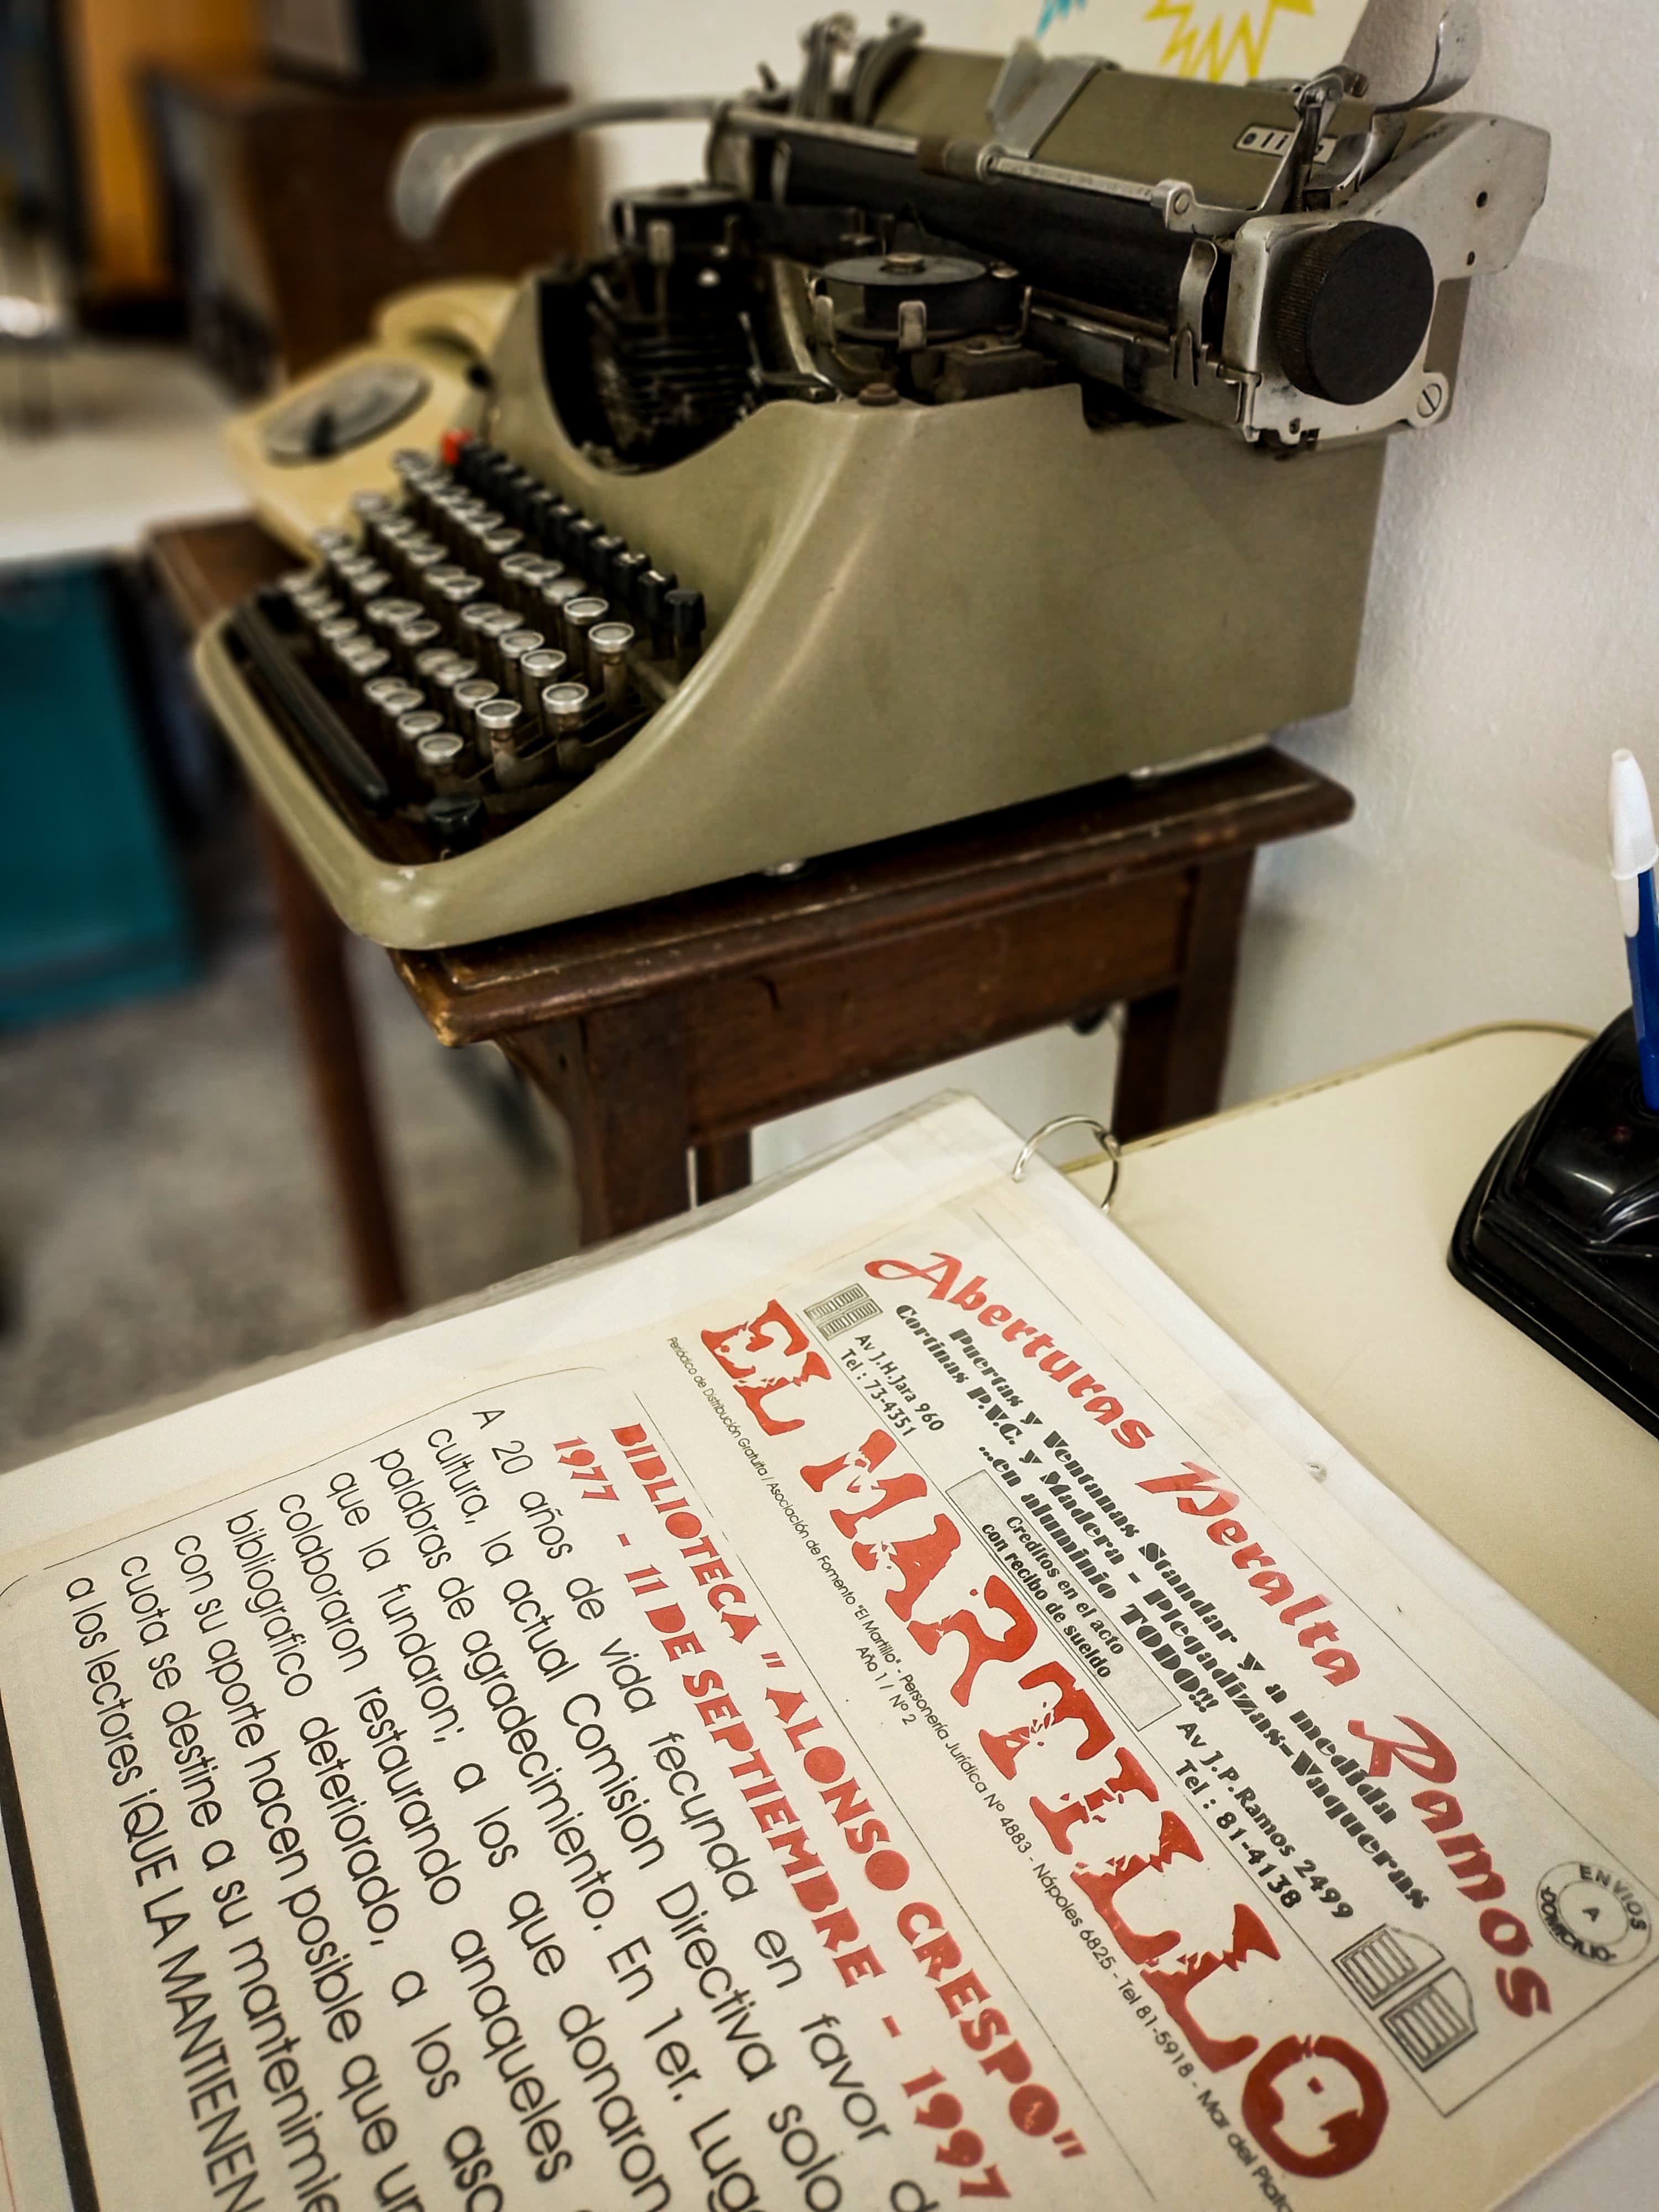 Aberturas Peralta Ramos
Puertas y Ventanas Standar y a medida
Cortinas P.V.C. y Madera - Plegadizas-Vaqueras
...en aluminio TODO!!
Av J.H.Jara 960
Tel : 73-4351
Creditos en el acto
con recibo de sueldo
Av J.P.Ramos 2499
Tel : 81-4138
ENVIOS
A
DOMICILIO
EL MARTILLO
Periódico de Distribución Gratuita / Asociación de Fomento "El Martillo" - Personería Jurídica Nº 4883 - Nápoles 6825 - Tel 81-5918 - Mar del Plata
Año 1 / Nº 2
BIBLIOTECA " ALONSO CRESPO"
1977 - 11 DE SEPTIEMBRE - 1997
A 20 años de vida fecunda en favor d
cultura, la actual Comision Directiva solo
palabras de agradecimiento. En 1er. Luga
que la fundaron; a los que donaron
colaboraron restaurando anaqueles
bibliografico deteriorado, a los aso
con su aporte hacen posible que un
cuota se destine a su mantenimie
a los lectores ¡QUE LA MANTIENEN